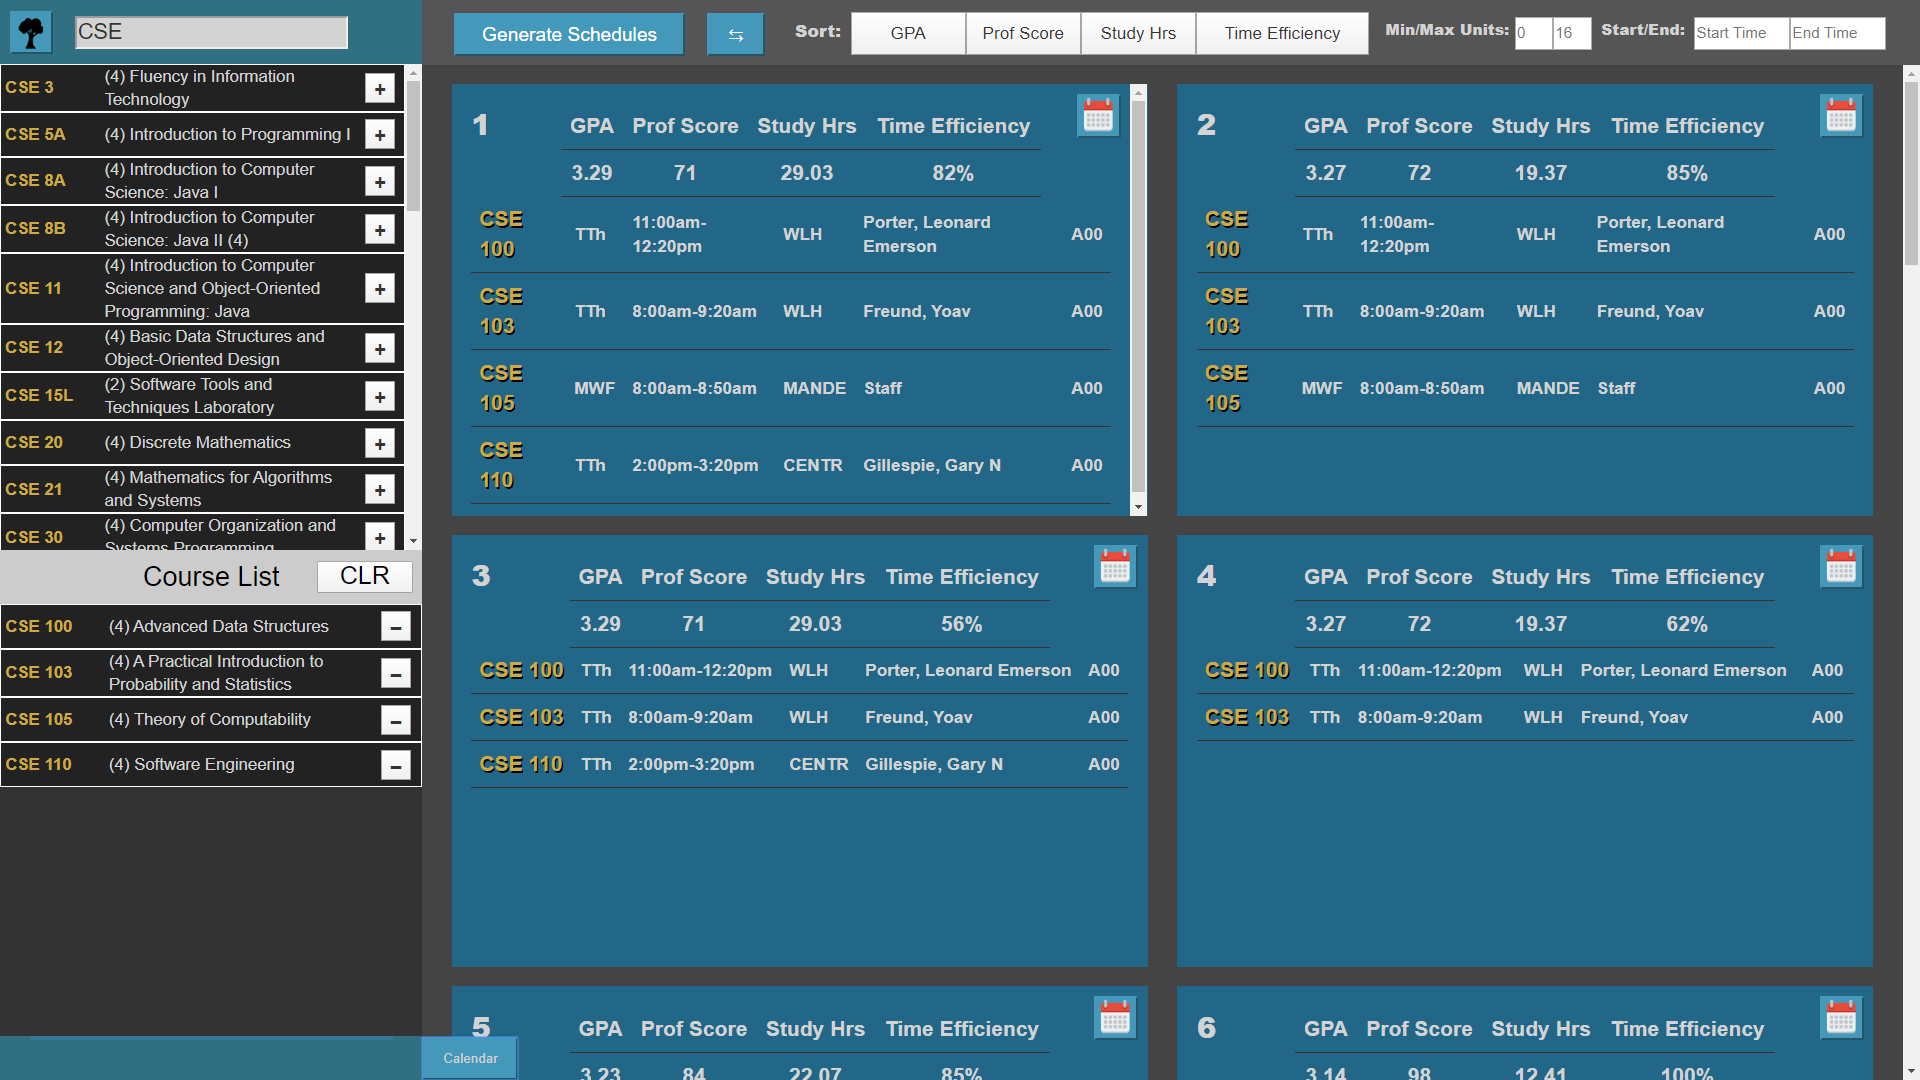 CSE
Generate Schedules
⇆
Sort:
GPA
Prof Score
Study Hrs
Time Efficiency
Min/Max Units:
0
16
Start/End:
Start Time
End Time
CSE 3
(4) Fluency in Information
Technology
+
CSE 5A
(4) Introduction to Programming I
+
CSE 8A
(4) Introduction to Computer
Science: Java I
+
CSE 8B
(4) Introduction to Computer
Science: Java II (4)
+
CSE 11
(4) Introduction to Computer
Science and Object-Oriented
Programming: Java
+
CSE 12
(4) Basic Data Structures and
Object-Oriented Design
+
CSE 15L
(2) Software Tools and
Techniques Laboratory
+
CSE 20
(4) Discrete Mathematics
+
CSE 21
(4) Mathematics for Algorithms
and Systems
+
CSE 30
(4) Computer Organization and
Systems Programming
+
Course List
CLR
CSE 100
(4) Advanced Data Structures
−
CSE 103
(4) A Practical Introduction to
Probability and Statistics
−
CSE 105
(4) Theory of Computability
−
CSE 110
(4) Software Engineering
−
Calendar
1
GPA Prof Score Study Hrs Time Efficiency
3.29 71 29.03 82%
CSE
100
TTh
11:00am-
12:20pm
WLH
Porter, Leonard
Emerson
A00
CSE
103
TTh 8:00am-9:20am WLH Freund, Yoav A00
CSE
105
MWF 8:00am-8:50am MANDE Staff A00
CSE
110
TTh 2:00pm-3:20pm CENTR Gillespie, Gary N A00
2
GPA Prof Score Study Hrs Time Efficiency
3.27 72 19.37 85%
CSE
100
TTh
11:00am-
12:20pm
WLH
Porter, Leonard
Emerson
A00
CSE
103
TTh 8:00am-9:20am WLH Freund, Yoav A00
CSE
105
MWF 8:00am-8:50am MANDE Staff A00
3
GPA Prof Score Study Hrs Time Efficiency
3.29 71 29.03 56%
CSE 100 TTh 11:00am-12:20pm WLH Porter, Leonard Emerson A00
CSE 103 TTh 8:00am-9:20am WLH Freund, Yoav A00
CSE 110 TTh 2:00pm-3:20pm CENTR Gillespie, Gary N A00
4
GPA Prof Score Study Hrs Time Efficiency
3.27 72 19.37 62%
CSE 100 TTh 11:00am-12:20pm WLH Porter, Leonard Emerson A00
CSE 103 TTh 8:00am-9:20am WLH Freund, Yoav A00
5
GPA Prof Score Study Hrs Time Efficiency
3.23 84 22.07 85%
6
GPA Prof Score Study Hrs Time Efficiency
3.14 98 12.41 100%